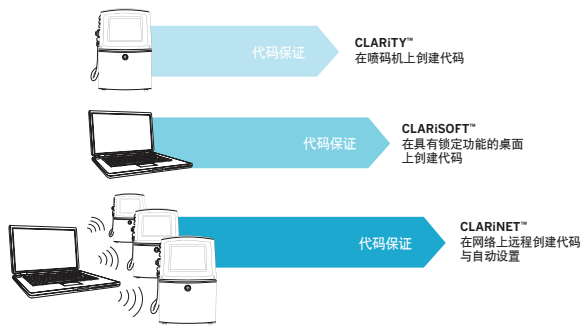 代码保证
CLARiTY™
在喷码机上创建代码
代码保证
CLARiSOFT™
在具有锁定功能的桌面
上创建代码
代码保证
CLARiNET™
在网络上远程创建代码
与自动设置